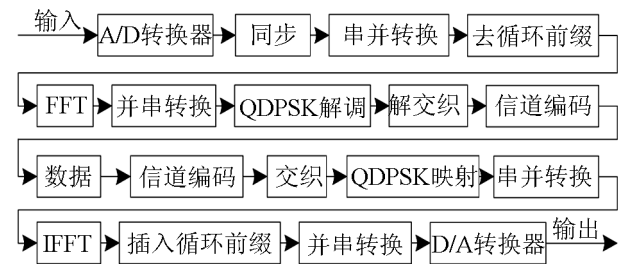 输入 A/D转换器 同步 串并转换 去循环前缀
FFT 并串转换 QDPSK解调 解交织 信道编码
数据 信道编码 交织 QDPSK映射 串并转换
IFFT 插入循环前缀 并串转换 D/A转换器 输出